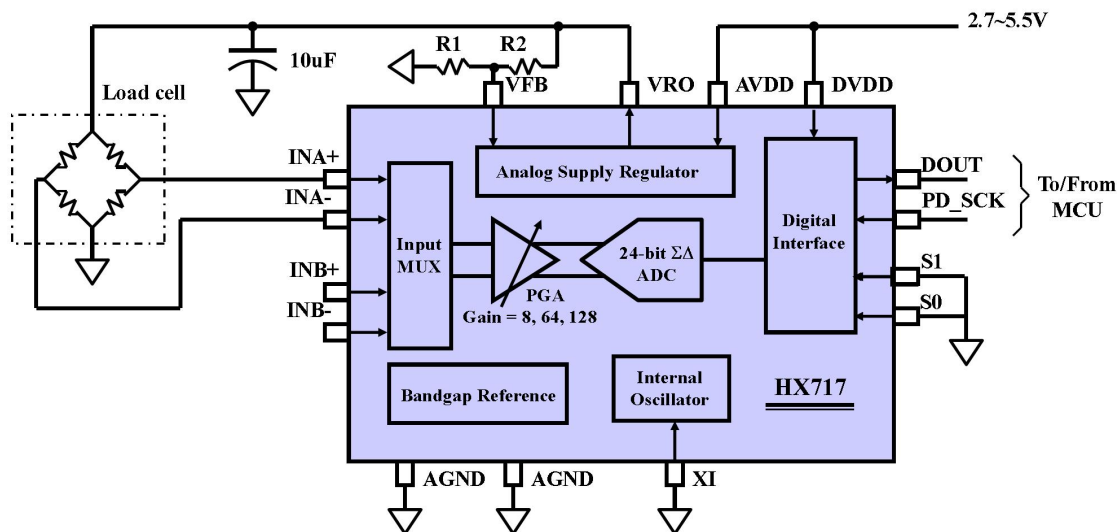 2.7~5.5V
R1
R2
10uF
VFB
VRO
AVDD
DVDD
Load cell
INA+
INA-
INB+
INB-
Analog Supply Regulator
Input
MUX
PGA
Gain = 8, 64, 128
24-bit ΣΔ
ADC
Digital
Interface
DOUT
PD_SCK
To/From
MCU
S1
S0
Bandgap Reference
Internal
Oscillator
HX717
AGND
AGND
XI